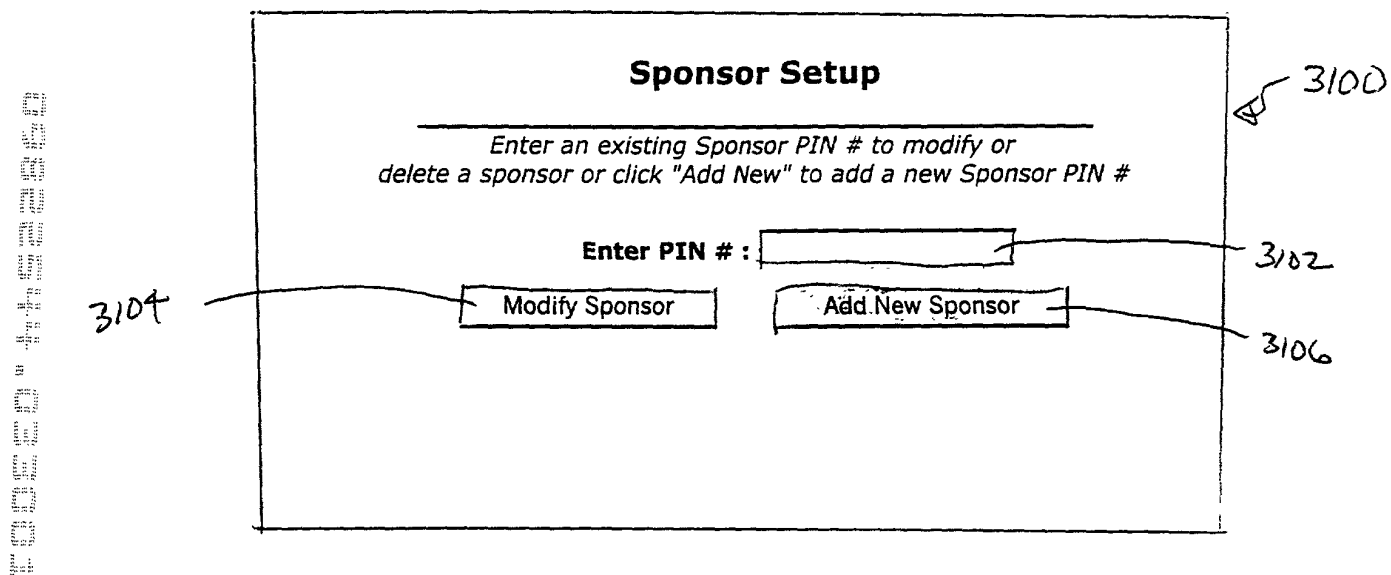 Sponsor Setup
3100
Enter an existing Sponsor PIN # to modify or
delete a sponsor or click "Add New" to add a new Sponsor PIN #
Enter PIN # :
3102
3104
Modify Sponsor
Add New Sponsor
3106